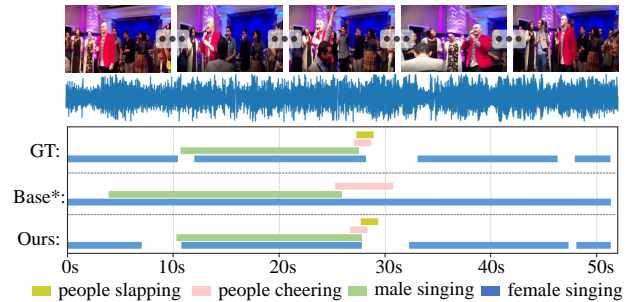 GT:
Base*:
Ours:
0s 10s 20s 30s 40s 50s
people slapping people cheering male singing female singing